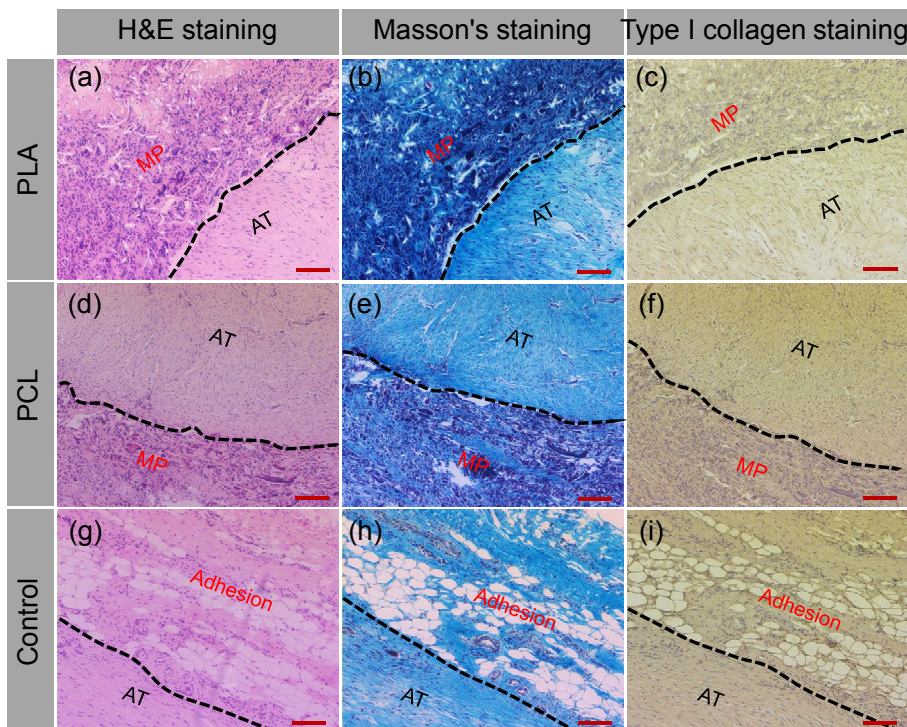 H&E staining
Masson's staining
Type I collagen staining
PLA
(a)
MP
AT
(b)
MP
AT
(c)
MP
AT
PCL
(d)
AT
MP
(e)
AT
MP
(f)
AT
MP
Control
(g)
Adhesion
AT
(h)
Adhesion
AT
(i)
Adhesion
AT